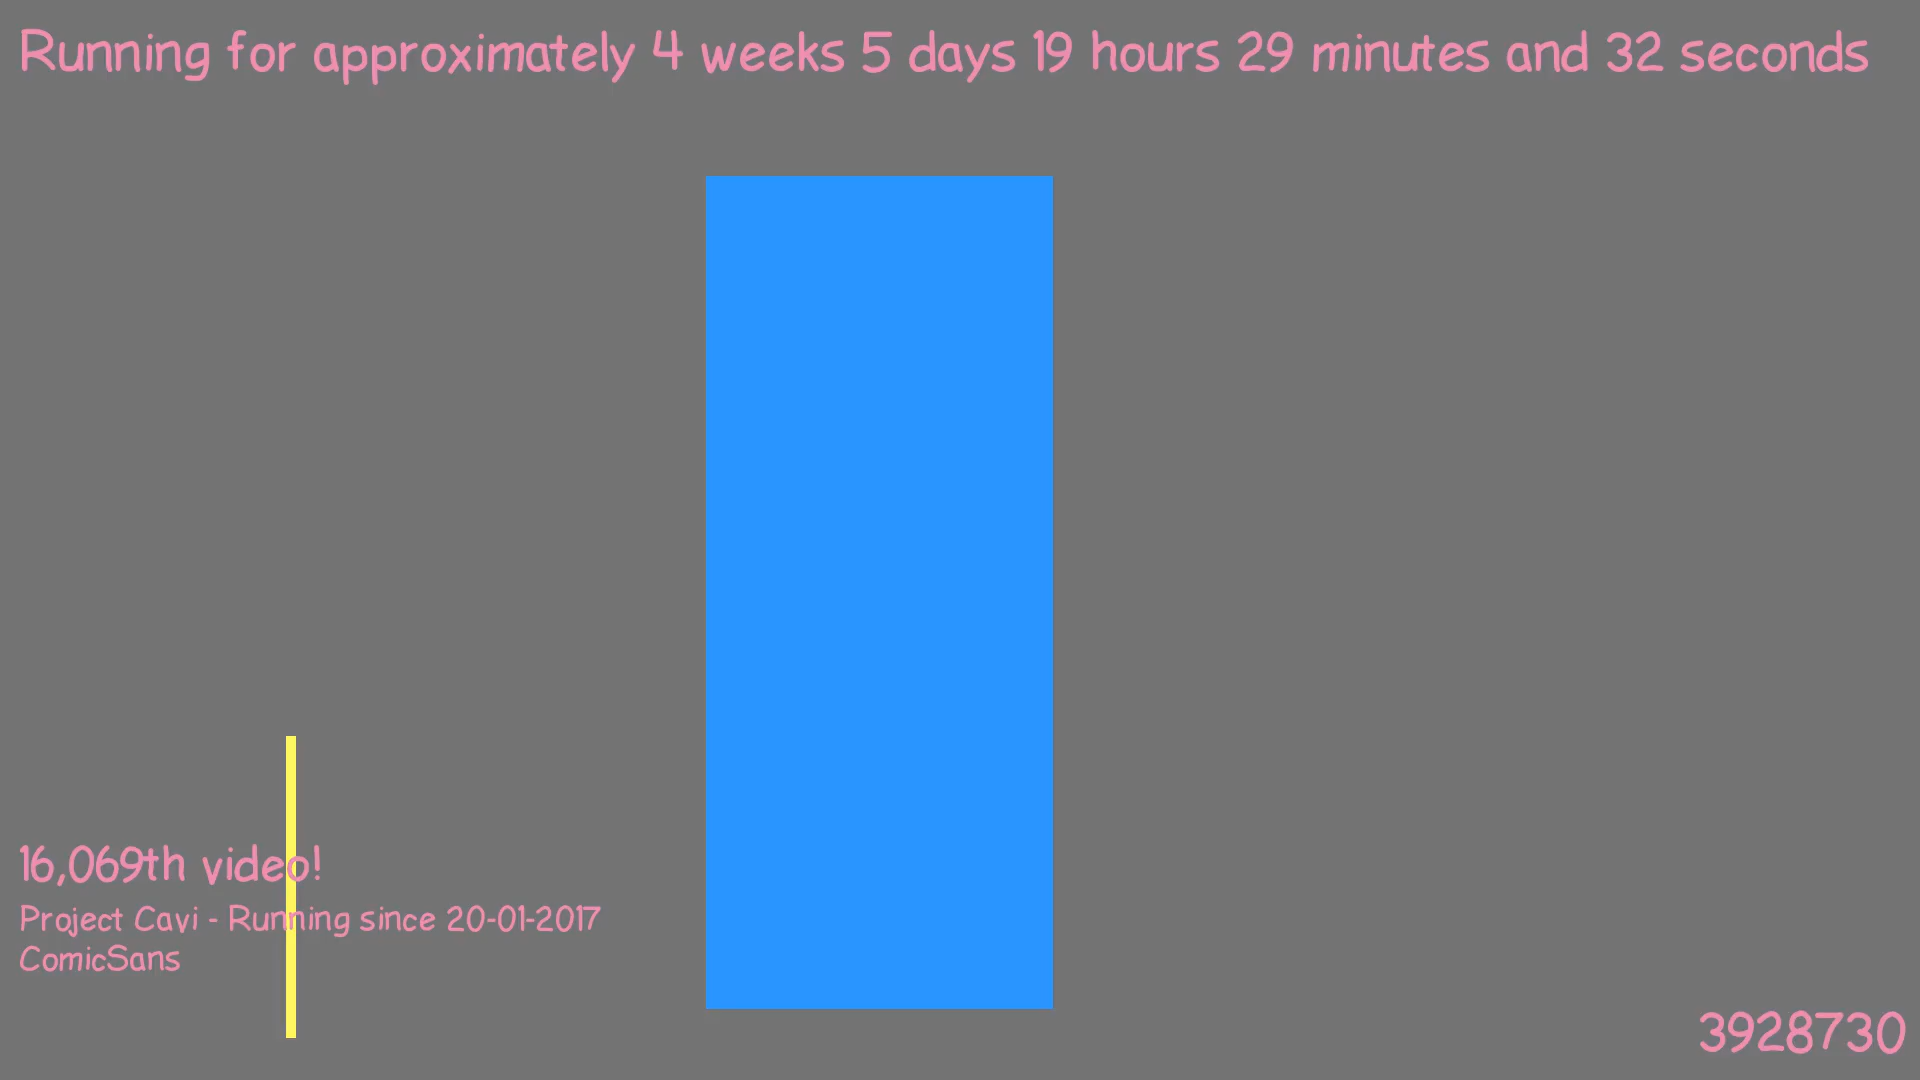 Running for approximately 4 weeks 5 days 19 hours 29 minutes and 32 seconds
16,069th video!
Project Cavi - Running since 20-01-2017
ComicSans
3928730